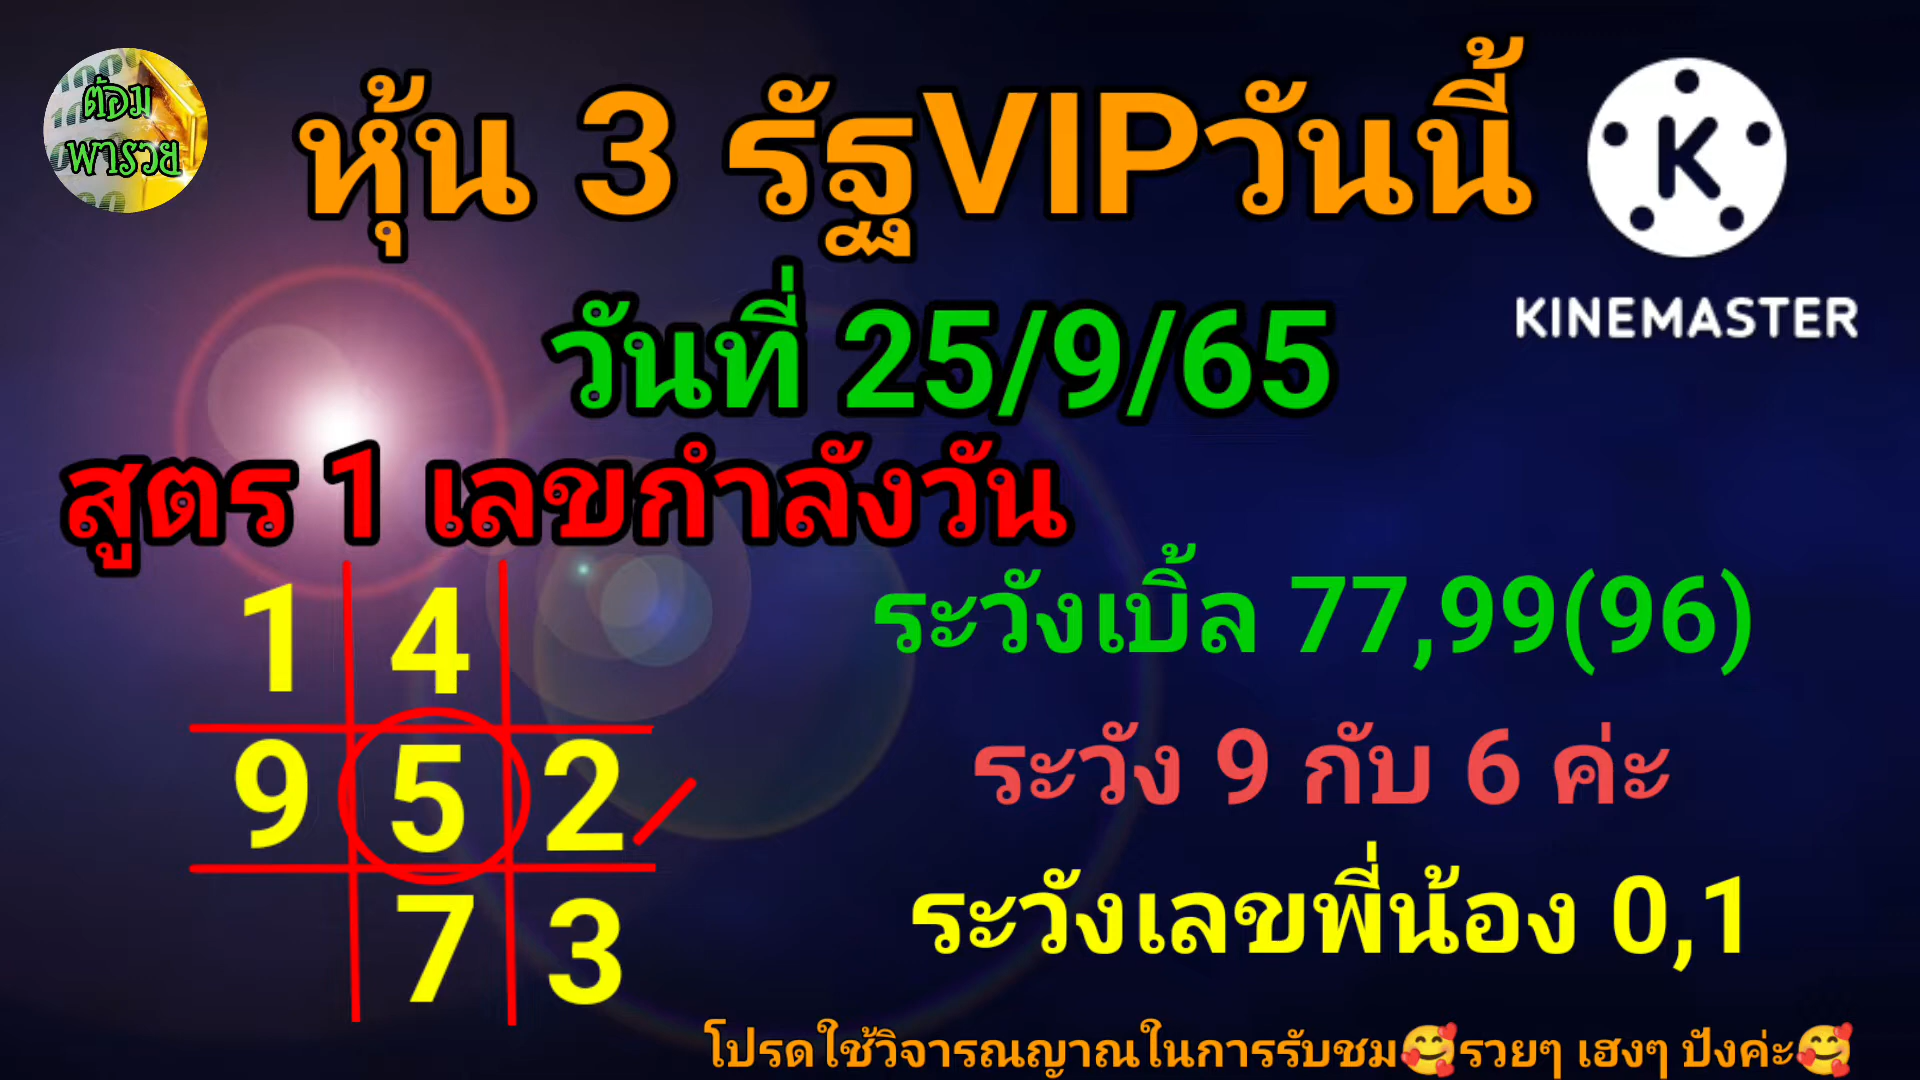 ต้อม
พารวย
หุ้น 3 รัฐVIPวันนี้
KINEMASTER
วันที่ 25/9/65
สูตร 1 เลขกำลังวัน
1 4
9 5 2
7 3
ระวังเบิ้ล 77,99(96)
ระวัง 9 กับ 6 ค่ะ
ระวังเลขพี่น้อง 0,1
โปรดใช้วิจารณญาณในการรับชม🥰รวยๆ เฮงๆ ปังค่ะ🥰